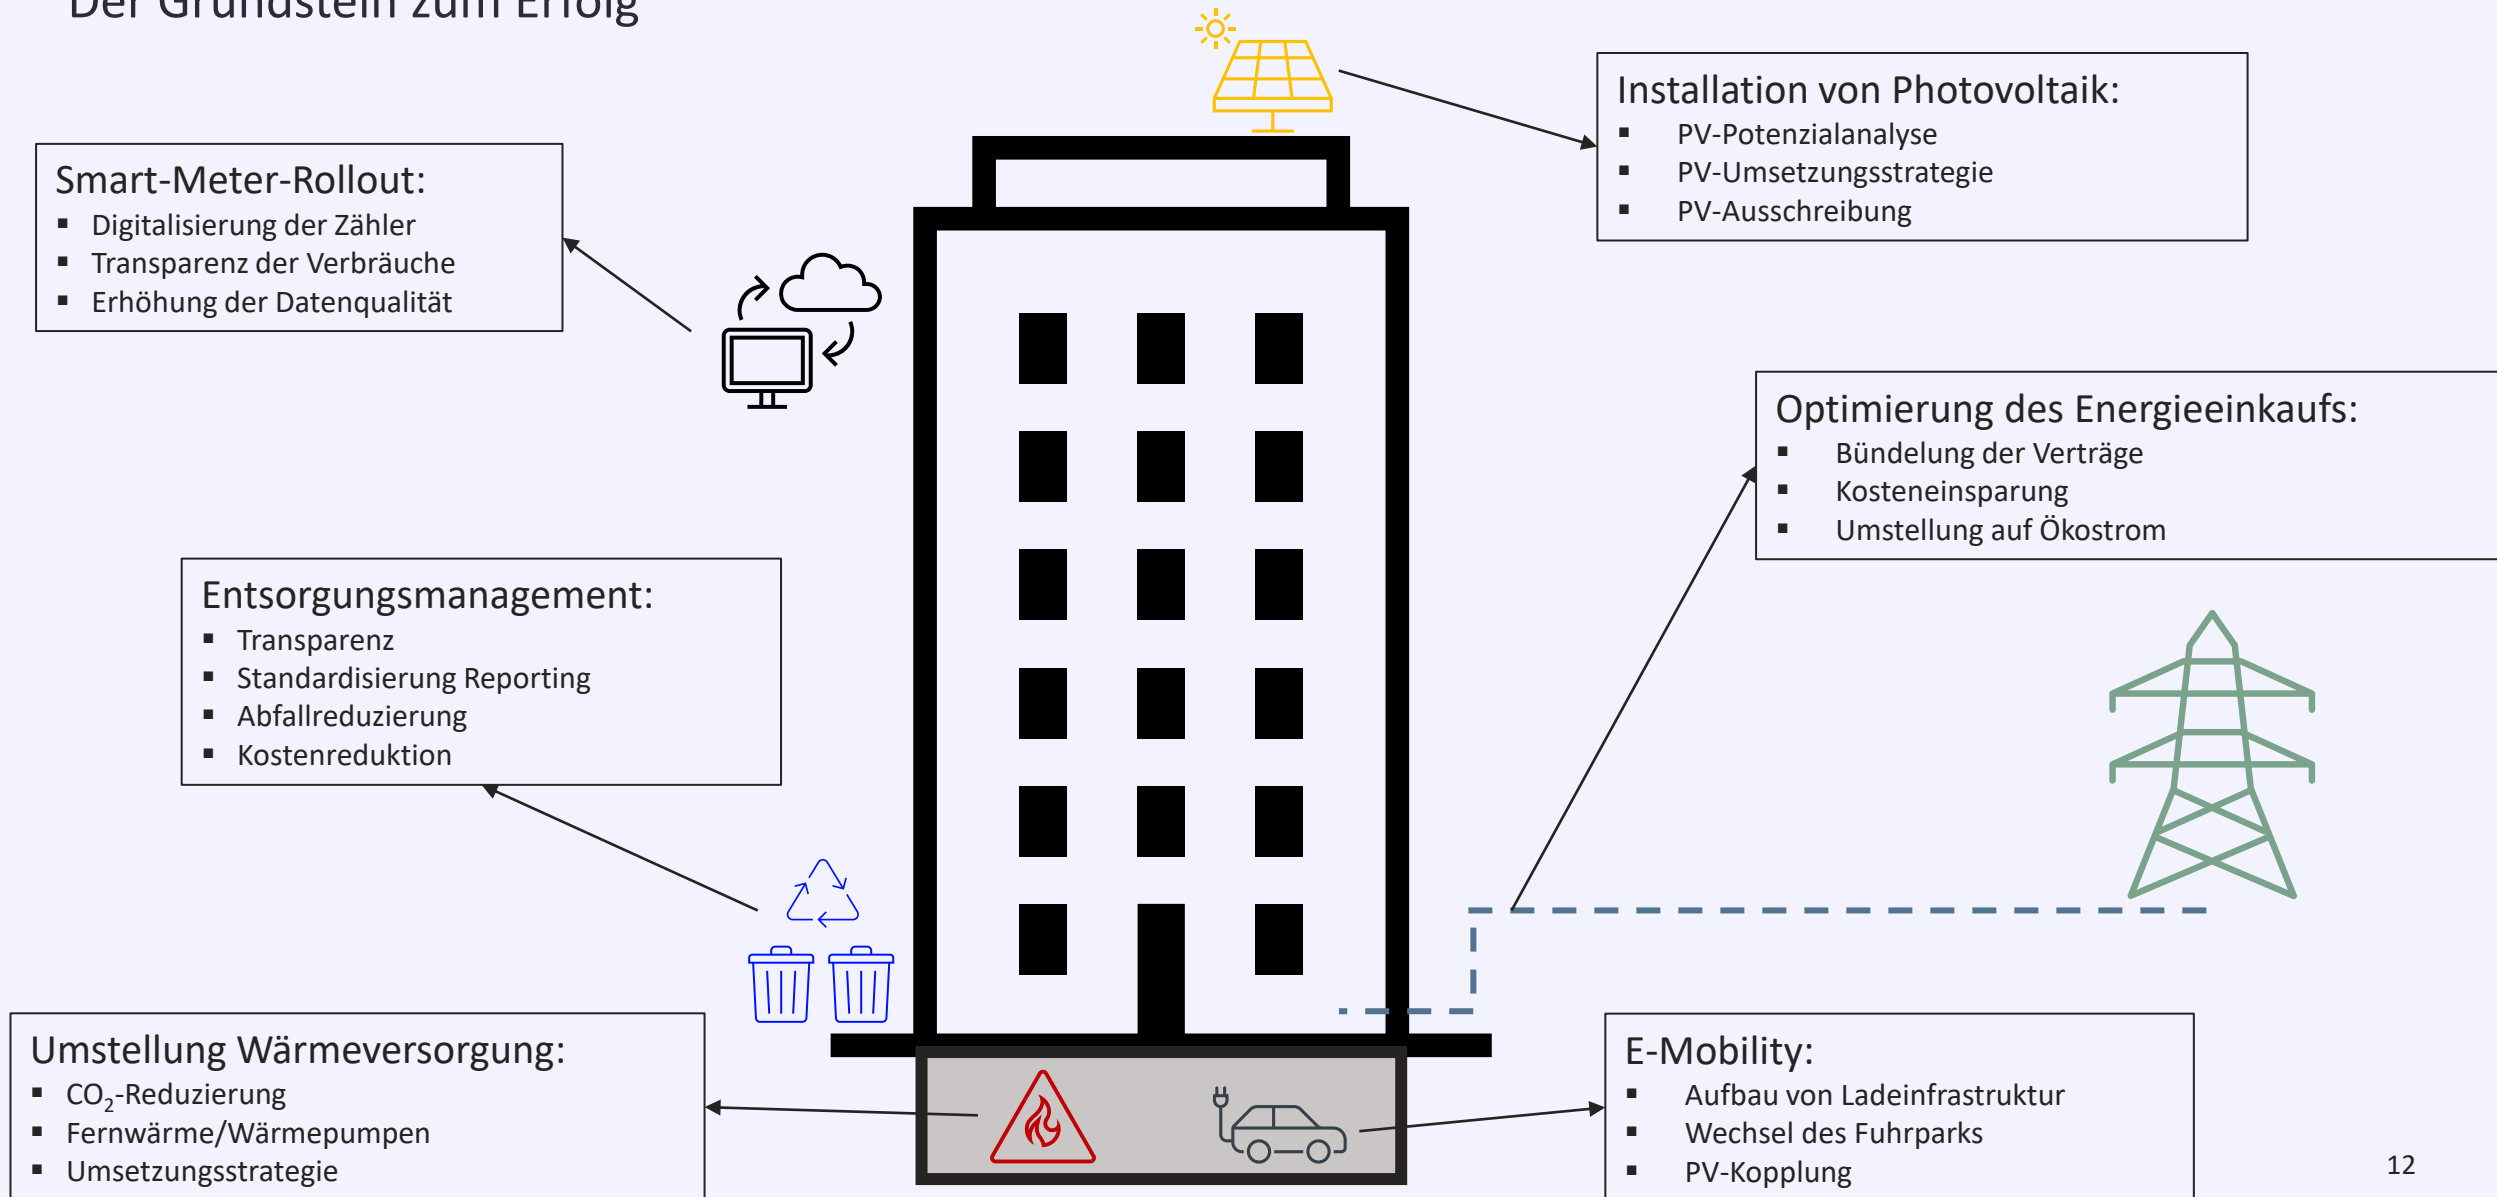 Der Grundstein zum Erfolg
Smart-Meter-Rollout:
▪ Digitalisierung der Zähler
▪ Transparenz der Verbräuche
▪ Erhöhung der Datenqualität
Installation von Photovoltaik:
▪ PV-Potenzialanalyse
▪ PV-Umsetzungsstrategie
▪ PV-Ausschreibung
Optimierung des Energieeinkaufs:
▪ Bündelung der Verträge
▪ Kosteneinsparung
▪ Umstellung auf Ökostrom
Entsorgungsmanagement:
▪ Transparenz
▪ Standardisierung Reporting
▪ Abfallreduzierung
▪ Kostenreduktion
Umstellung Wärmeversorgung:
▪ CO₂-Reduzierung
▪ Fernwärme/Wärmepumpen
▪ Umsetzungsstrategie
E-Mobility:
▪ Aufbau von Ladeinfrastruktur
▪ Wechsel des Fuhrparks
▪ PV-Kopplung
12